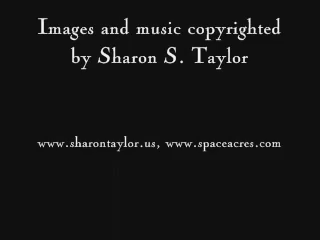 Images and music copyrighted
by Sharon S. Taylor
www.sharontaylor.us, www.spaceacres.com